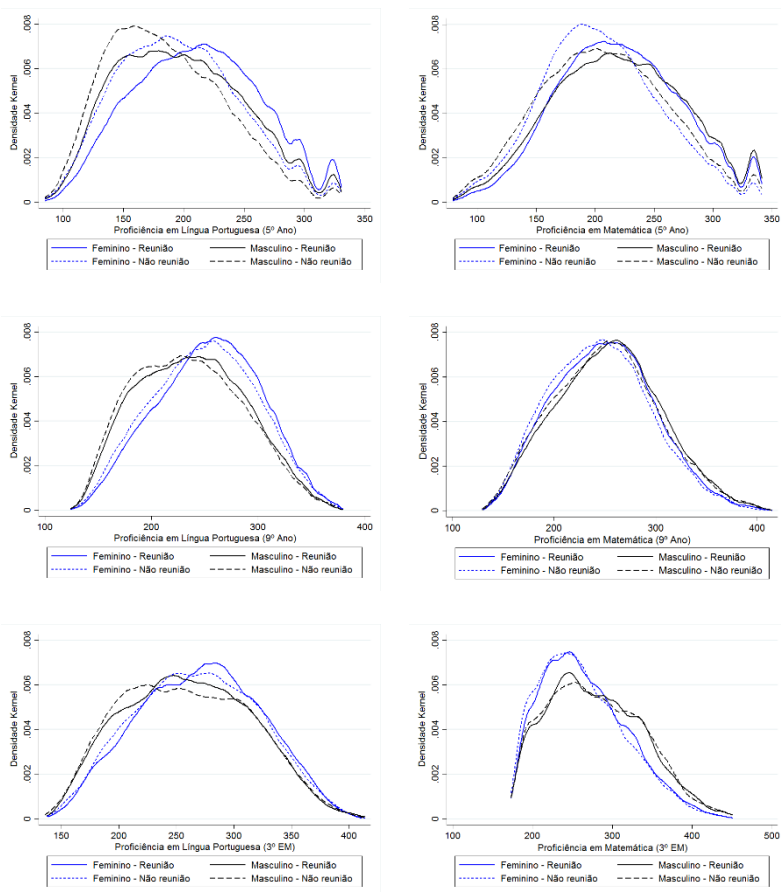 Densidade Kernel
0 .002 .004 .006 .008
100 150 200 250 300 350
Proficiência em Língua Portuguesa (5º Ano)
Feminino - Reunião Masculino - Reunião
Feminino - Não reunião Masculino - Não reunião
Densidade Kernel
0 .002 .004 .006 .008
100 150 200 250 300 350
Proficiência em Matemática (5º Ano)
Feminino - Reunião Masculino - Reunião
Feminino - Não reunião Masculino - Não reunião
Densidade Kernel
0 .002 .004 .006 .008
100 200 300 400
Proficiência em Língua Portuguesa (9º Ano)
Feminino - Reunião Masculino - Reunião
Feminino - Não reunião Masculino - Não reunião
Densidade Kernel
0 .002 .004 .006 .008
100 200 300 400
Proficiência em Matemática (9º Ano)
Feminino - Reunião Masculino - Reunião
Feminino - Não reunião Masculino - Não reunião
Densidade Kernel
0 .002 .004 .006 .008
150 200 250 300 350 400
Proficiência em Língua Portuguesa (3º EM)
Feminino - Reunião Masculino - Reunião
Feminino - Não reunião Masculino - Não reunião
Densidade Kernel
0 .002 .004 .006 .008
100 200 300 400 500
Proficiência em Matemática (3º EM)
Feminino - Reunião Masculino - Reunião
Feminino - Não reunião Masculino - Não reunião